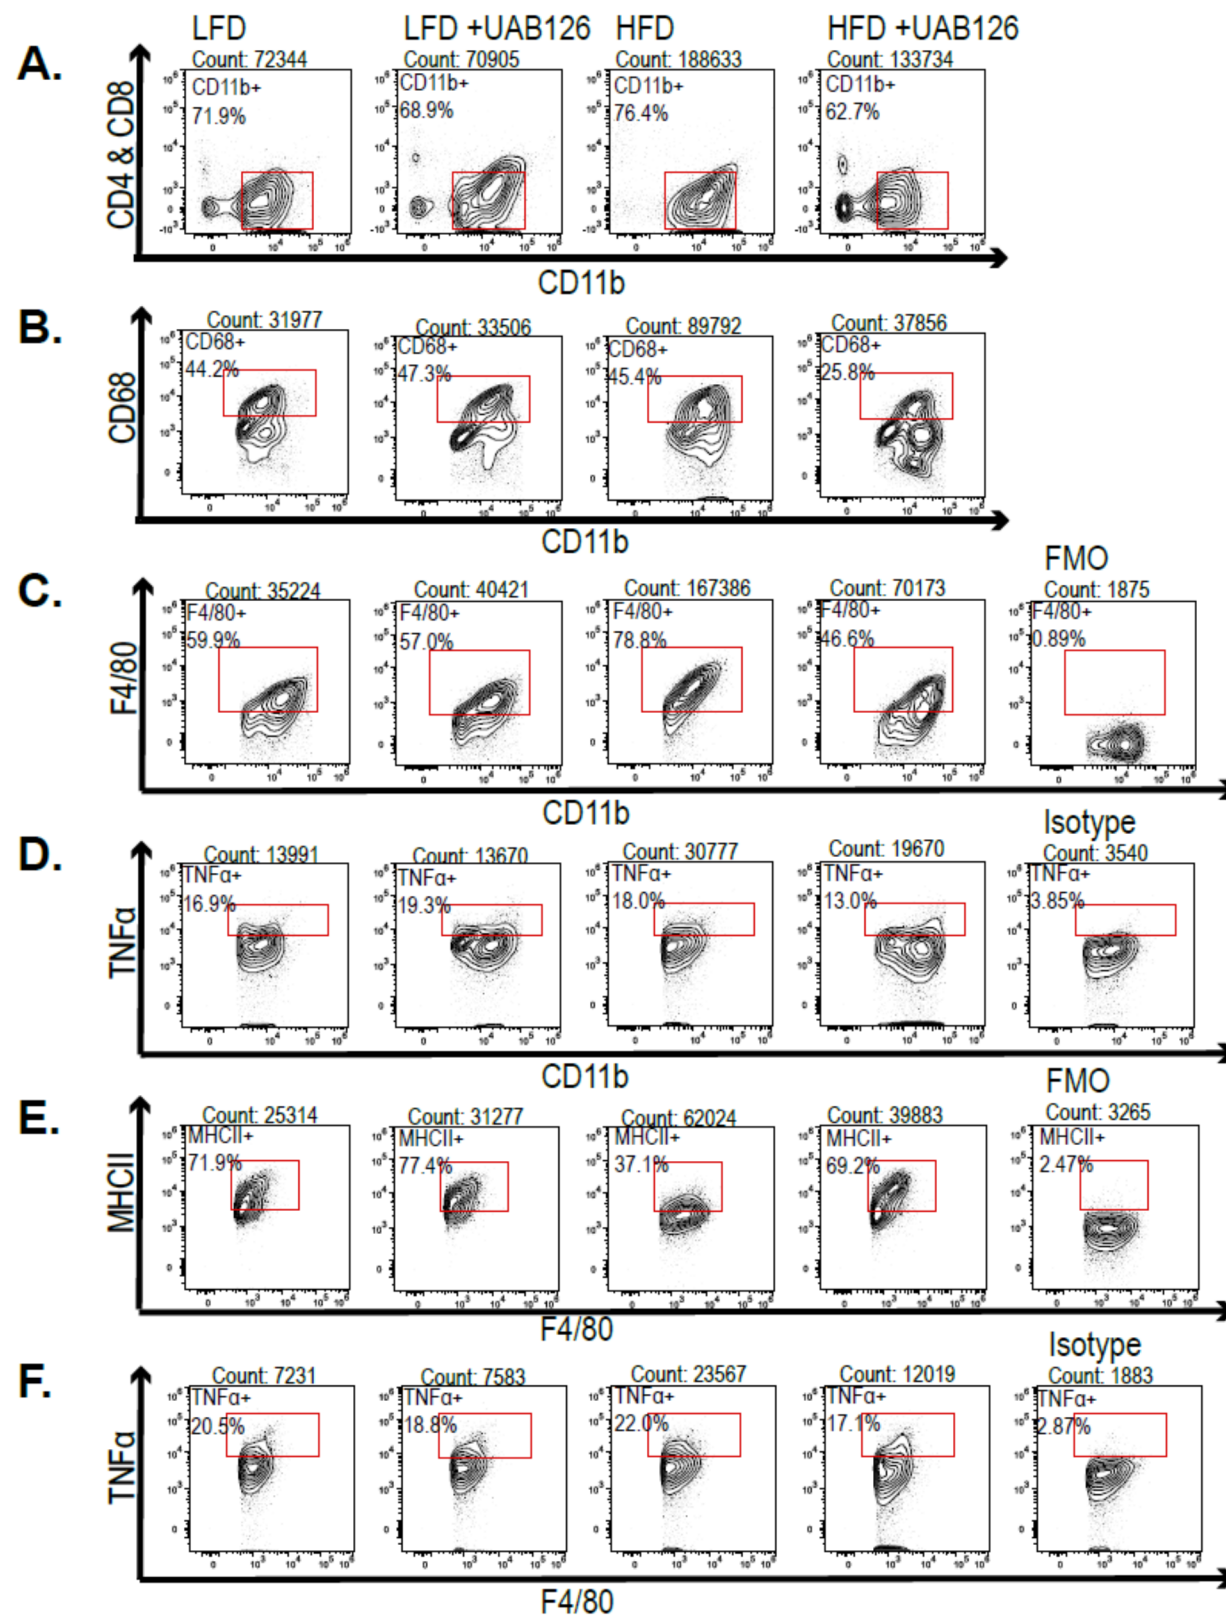 LFD LFD +UAB126 HFD HFD +UAB126
A.
Count: 72344 Count: 70905 Count: 188633 Count: 133734
CD11b+ CD11b+ CD11b+ CD11b+
71.9% 68.9% 76.4% 62.7%
CD4 & CD8
CD11b
B.
Count: 31977 Count: 33506 Count: 89792 Count: 37856
CD68+ CD68+ CD68+ CD68+
44.2% 47.3% 45.4% 25.8%
CD68
CD11b
FMO
C.
Count: 35224 Count: 40421 Count: 167386 Count: 70173 Count: 1875
F4/80+ F4/80+ F4/80+ F4/80+ F4/80+
59.9% 57.0% 78.8% 46.6% 0.89%
F4/80
CD11b
Isotype
D.
Count: 13991 Count: 13670 Count: 30777 Count: 19670 Count: 3540
TNFα+ TNFα+ TNFα+ TNFα+ TNFα+
16.9% 19.3% 18.0% 13.0% 3.85%
TNFα
CD11b
FMO
E.
Count: 25314 Count: 31277 Count: 62024 Count: 39883 Count: 3265
MHCII+ MHCII+ MHCII+ MHCII+ MHCII+
71.9% 77.4% 37.1% 69.2% 2.47%
MHCII
F4/80
Isotype
F.
Count: 7231 Count: 7583 Count: 23567 Count: 12019 Count: 1883
TNFα+ TNFα+ TNFα+ TNFα+ TNFα+
20.5% 18.8% 22.0% 17.1% 2.87%
TNFα
F4/80